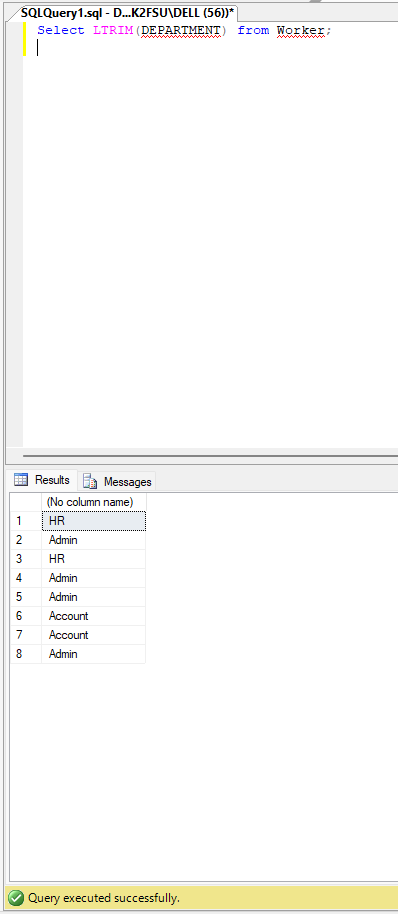 SQLQuery1.sql - D...K2FSU\DELL (56))*
Select LTRIM(DEPARTMENT) from Worker;
Results
Messages
(No column name)
1 HR
2 Admin
3 HR
4 Admin
5 Admin
6 Account
7 Account
8 Admin
Query executed successfully.